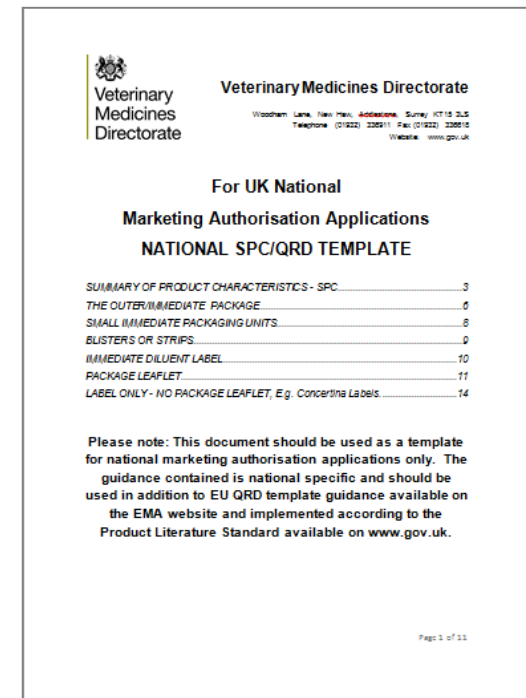 Veterinary
Medicines
Directorate
Veterinary Medicines Directorate
Woodham Lane, New Haw, Addlestone, Surrey KT15 3LS
Telephone (01932) 336911 Fax (01932) 336618
Website www.gov.uk
For UK National
Marketing Authorisation Applications
NATIONAL SPC/QRD TEMPLATE
SUMMARY OF PRODUCT CHARACTERISTICS - SPC 3
THE OUTER/IMMEDIATE PACKAGE 6
SMALL IMMEDIATE PACKAGING UNITS 8
BLISTERS OR STRIPS 9
IMMEDIATE DILUENT LABEL 10
PACKAGE LEAFLET 11
LABEL ONLY - NO PACKAGE LEAFLET, E.g. Concertina Labels. 14
Please note: This document should be used as a template
for national marketing authorisation applications only. The
guidance contained is national specific and should be
used in addition to EU QRD template guidance available on
the EMA website and implemented according to the
Product Literature Standard available on www.gov.uk.
Page 1 of 11